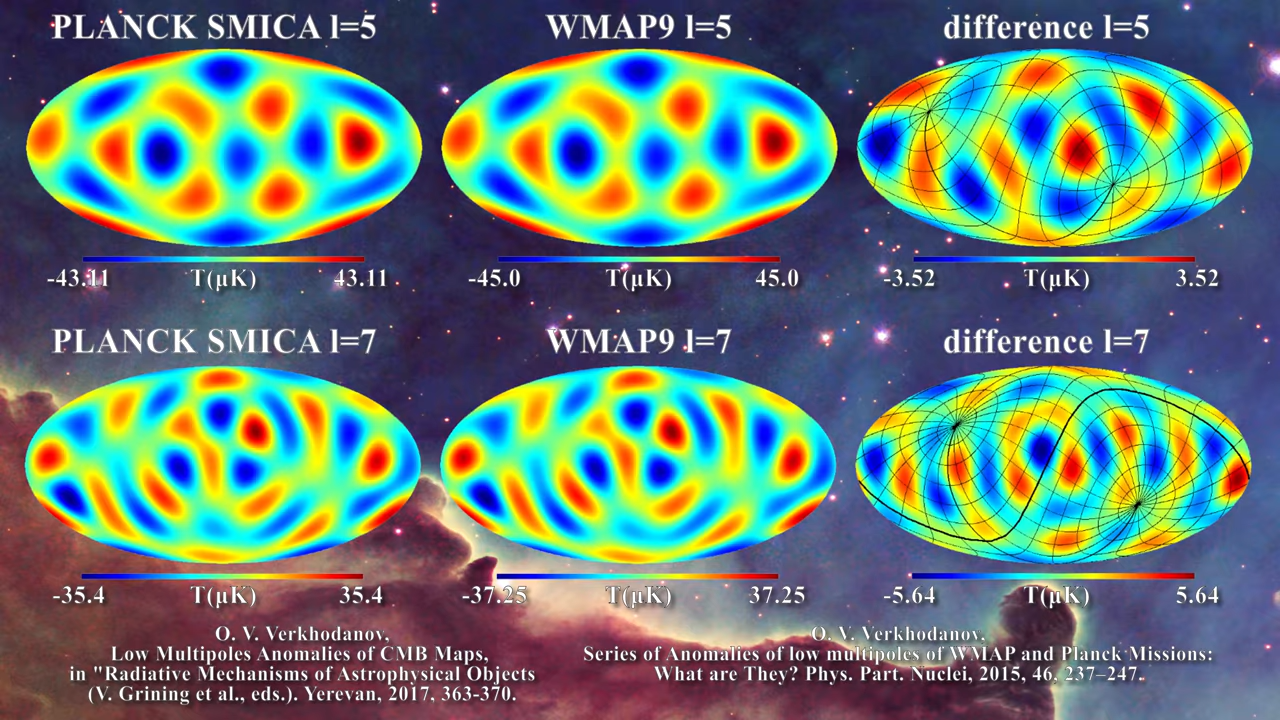 PLANCK SMICA l=5
WMAP9 l=5
difference l=5
-43.11 T(μK) 43.11
-45.0 T(μK) 45.0
-3.52 T(μK) 3.52
PLANCK SMICA l=7
WMAP9 l=7
difference l=7
-35.4 T(μK) 35.4
-37.25 T(μK) 37.25
-5.64 T(μK) 5.64
O. V. Verkhodanov,
Low Multipoles Anomalies of CMB Maps,
in "Radiative Mechanisms of Astrophysical Objects
(V. Grining et al., eds.). Yerevan, 2017, 363-370.
O. V. Verkhodanov,
Series of Anomalies of low multipoles of WMAP and Planck Missions:
What are They? Phys. Part. Nuclei, 2015, 46, 237–247.